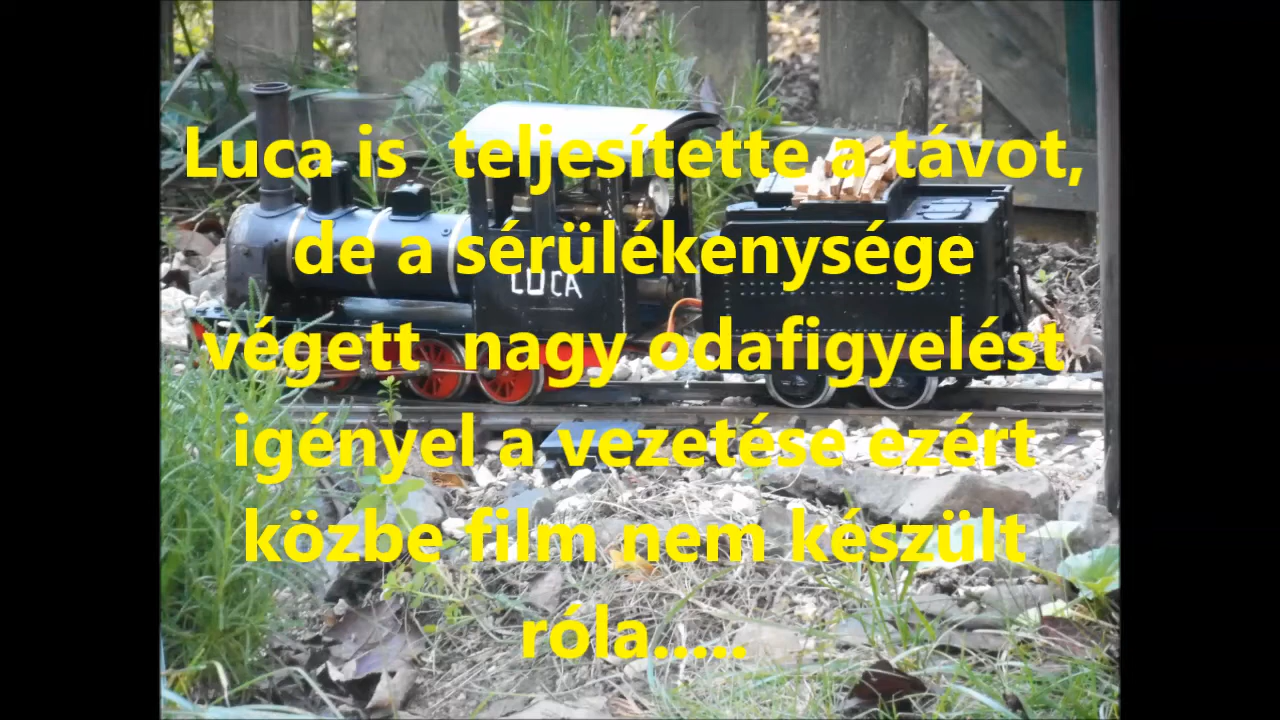 Luca is  teljesítette a távot,
de a sérülékenysége
LUCA
végett  nagy odafigyelést
igényel a vezetése ezért
közbe film nem készült
róla.....